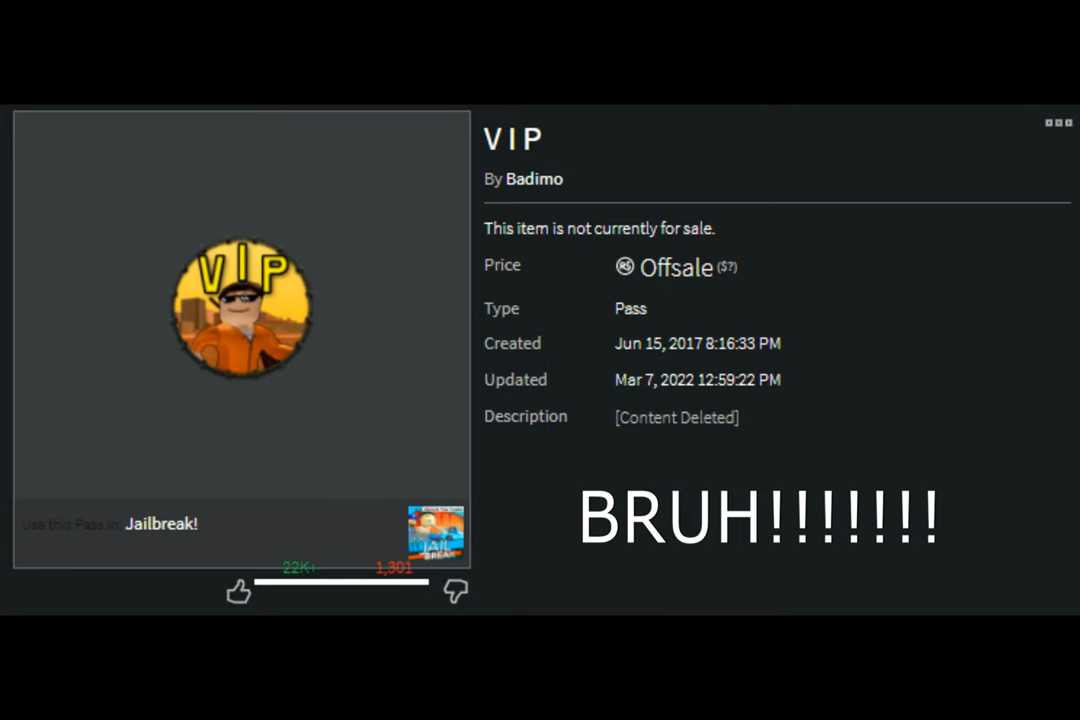 VIP
By Badimo
This item is not currently for sale.
Price Offsale ($?)
Type Pass
Created Jun 15, 2017 8:16:33 PM
Updated Mar 7, 2022 12:59:22 PM
Description [Content Deleted]
VIP
Use this Pass in: Jailbreak!
JAIL
BREAK
22K+ 1,301
BRUH!!!!!!!